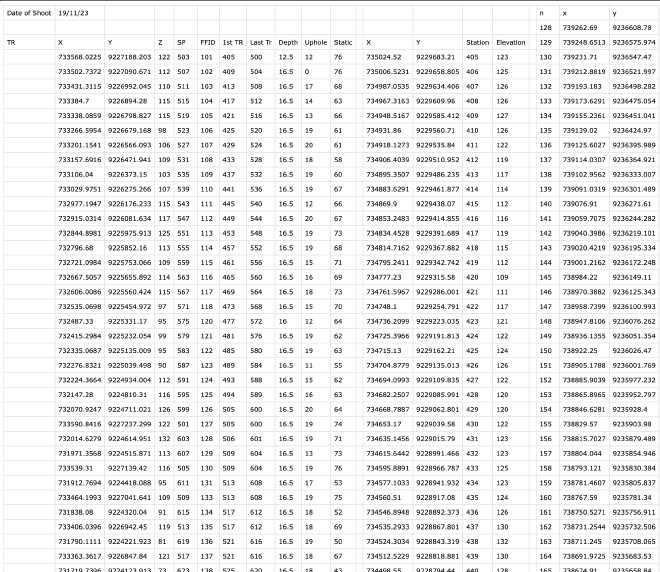 Date of Shoot 19/11/23 n x y
128 739262.69 9236608.78
TR X Y Z SP FFID 1st TR Last Tr Depth Uphole Static X Y Station Elevation 129 739248.6513 9236575.974
733568.0225 9227188.203 122 503 101 405 500 12.5 12 76 735024.52 9229683.21 405 123 130 739231.71 9236547.47
733502.7372 9227090.671 112 507 102 409 504 16.5 0 76 735006.5231 9229658.805 406 125 131 739212.8819 9236521.997
733431.3115 9226992.045 110 511 103 413 508 16.5 17 68 734987.0535 9229634.406 407 126 132 739193.183 9236498.282
733384.7 9226894.28 115 515 104 417 512 16.5 14 63 734967.3163 9229609.96 408 126 133 739173.6291 9236475.054
733338.0859 9226798.827 115 519 105 421 516 16.5 13 66 734948.5167 9229585.412 409 126 134 739155.2361 9236451.041
733266.5954 9226679.168 98 523 106 425 520 16.5 19 61 734931.86 9229560.71 410 126 135 739139.02 9236424.97
733201.1541 9226566.093 106 527 107 429 524 16.5 20 61 734918.1273 9229535.84 411 122 136 739125.6027 9236395.989
733157.6916 9226471.941 109 531 108 433 528 16.5 18 58 734906.4039 9229510.952 412 119 137 739114.0307 9236364.921
733106.04 9226373.15 103 535 109 437 532 16.5 19 60 734895.3507 9229486.235 413 117 138 739102.9562 9236333.007
733029.9751 9226275.266 107 539 110 441 536 16.5 19 67 734883.6291 9229461.877 414 114 139 739091.0319 9236301.489
732977.1947 9226176.233 115 543 111 445 540 16.5 12 66 734869.9 9229438.07 415 112 140 739076.91 9236271.61
732915.0314 9226081.634 117 547 112 449 544 16.5 20 67 734853.2483 9229414.855 416 116 141 739059.7075 9236244.282
732844.8981 9225975.913 125 551 113 453 548 16.5 19 73 734834.4528 9229391.689 417 119 142 739040.3986 9236219.101
732796.68 9225852.16 113 555 114 457 552 16.5 19 68 734814.7162 9229367.882 418 115 143 739020.4219 9236195.334
732721.0984 9225753.066 109 559 115 461 556 16.5 15 71 734795.2411 9229342.742 419 112 144 739001.2162 9236172.248
732667.5057 9225655.892 114 563 116 465 560 16.5 16 69 734777.23 9229315.58 420 109 145 738984.22 9236149.11
732606.0086 9225560.424 115 567 117 469 564 16.5 18 73 734761.5967 9229286.001 421 111 146 738970.3882 9236125.343
732535.0698 9225454.972 97 571 118 473 568 16.5 15 70 734748.1 9229254.791 422 117 147 738958.7399 9236100.993
732487.33 9225331.17 95 575 120 477 572 16 12 64 734736.2099 9229223.035 423 121 148 738947.8106 9236076.262
732415.2984 9225232.054 99 579 121 481 576 16.5 19 64 734725.3966 9229191.813 424 122 149 738936.1355 9236051.354
732335.0687 9225135.009 95 583 122 485 580 16.5 19 63 734715.13 9229162.21 425 124 150 738922.25 9236026.47
732276.8321 9225039.498 90 587 123 489 584 16.5 11 55 734704.8779 9229135.013 426 126 151 738905.1788 9236001.769
732224.3664 9224934.004 112 591 124 493 588 16.5 15 62 734694.0993 9229109.835 427 122 152 738885.9039 9235977.232
732147.28 9224810.31 116 595 125 494 589 16.5 16 63 734682.2507 9229085.991 428 120 153 738865.8965 9235952.797
732070.9247 9224711.021 126 599 126 505 600 16.5 20 64 734668.7887 9229062.801 429 120 154 738846.6281 9235928.4
733590.8416 9227237.299 122 501 127 505 600 16.5 19 74 734653.17 9229039.58 430 122 155 738829.57 9235903.98
732014.6279 9224614.951 132 603 128 506 601 16.5 19 71 734635.1456 9229015.79 431 123 156 738815.7027 9235879.489
731971.3568 9224515.871 113 607 129 509 604 16.5 13 73 734615.6442 9228991.466 432 123 157 738804.044 9235854.946
733539.31 9227139.42 116 505 130 509 604 16.5 19 76 734595.8891 9228966.787 433 125 158 738793.121 9235830.384
731912.7694 9224418.088 95 611 131 513 608 16.5 17 53 734577.1033 9228941.932 434 123 159 738781.4607 9235805.837
733464.1993 9227041.641 109 509 133 513 608 16.5 19 75 734560.51 9228917.08 435 124 160 738767.59 9235781.34
731838.08 9224320.04 91 615 134 517 612 16.5 18 52 734546.8948 9228892.373 436 126 161 738750.5271 9235756.911
733406.0396 9226942.45 119 513 135 517 612 16.5 18 69 734535.2933 9228867.801 437 130 162 738731.2544 9235732.506
731790.1111 9224221.923 81 619 136 521 616 16.5 19 50 734524.3034 9228843.319 438 132 163 738711.245 9235708.065
733363.3617 9226847.84 121 517 137 521 616 16.5 18 67 734512.5229 9228818.881 439 130 164 738691.9725 9235683.53
731719.7396 9224123.913 73 623 138 525 620 16.5 18 43 734498.55 9228794.44 440 128 165 738674.91 9235658.84